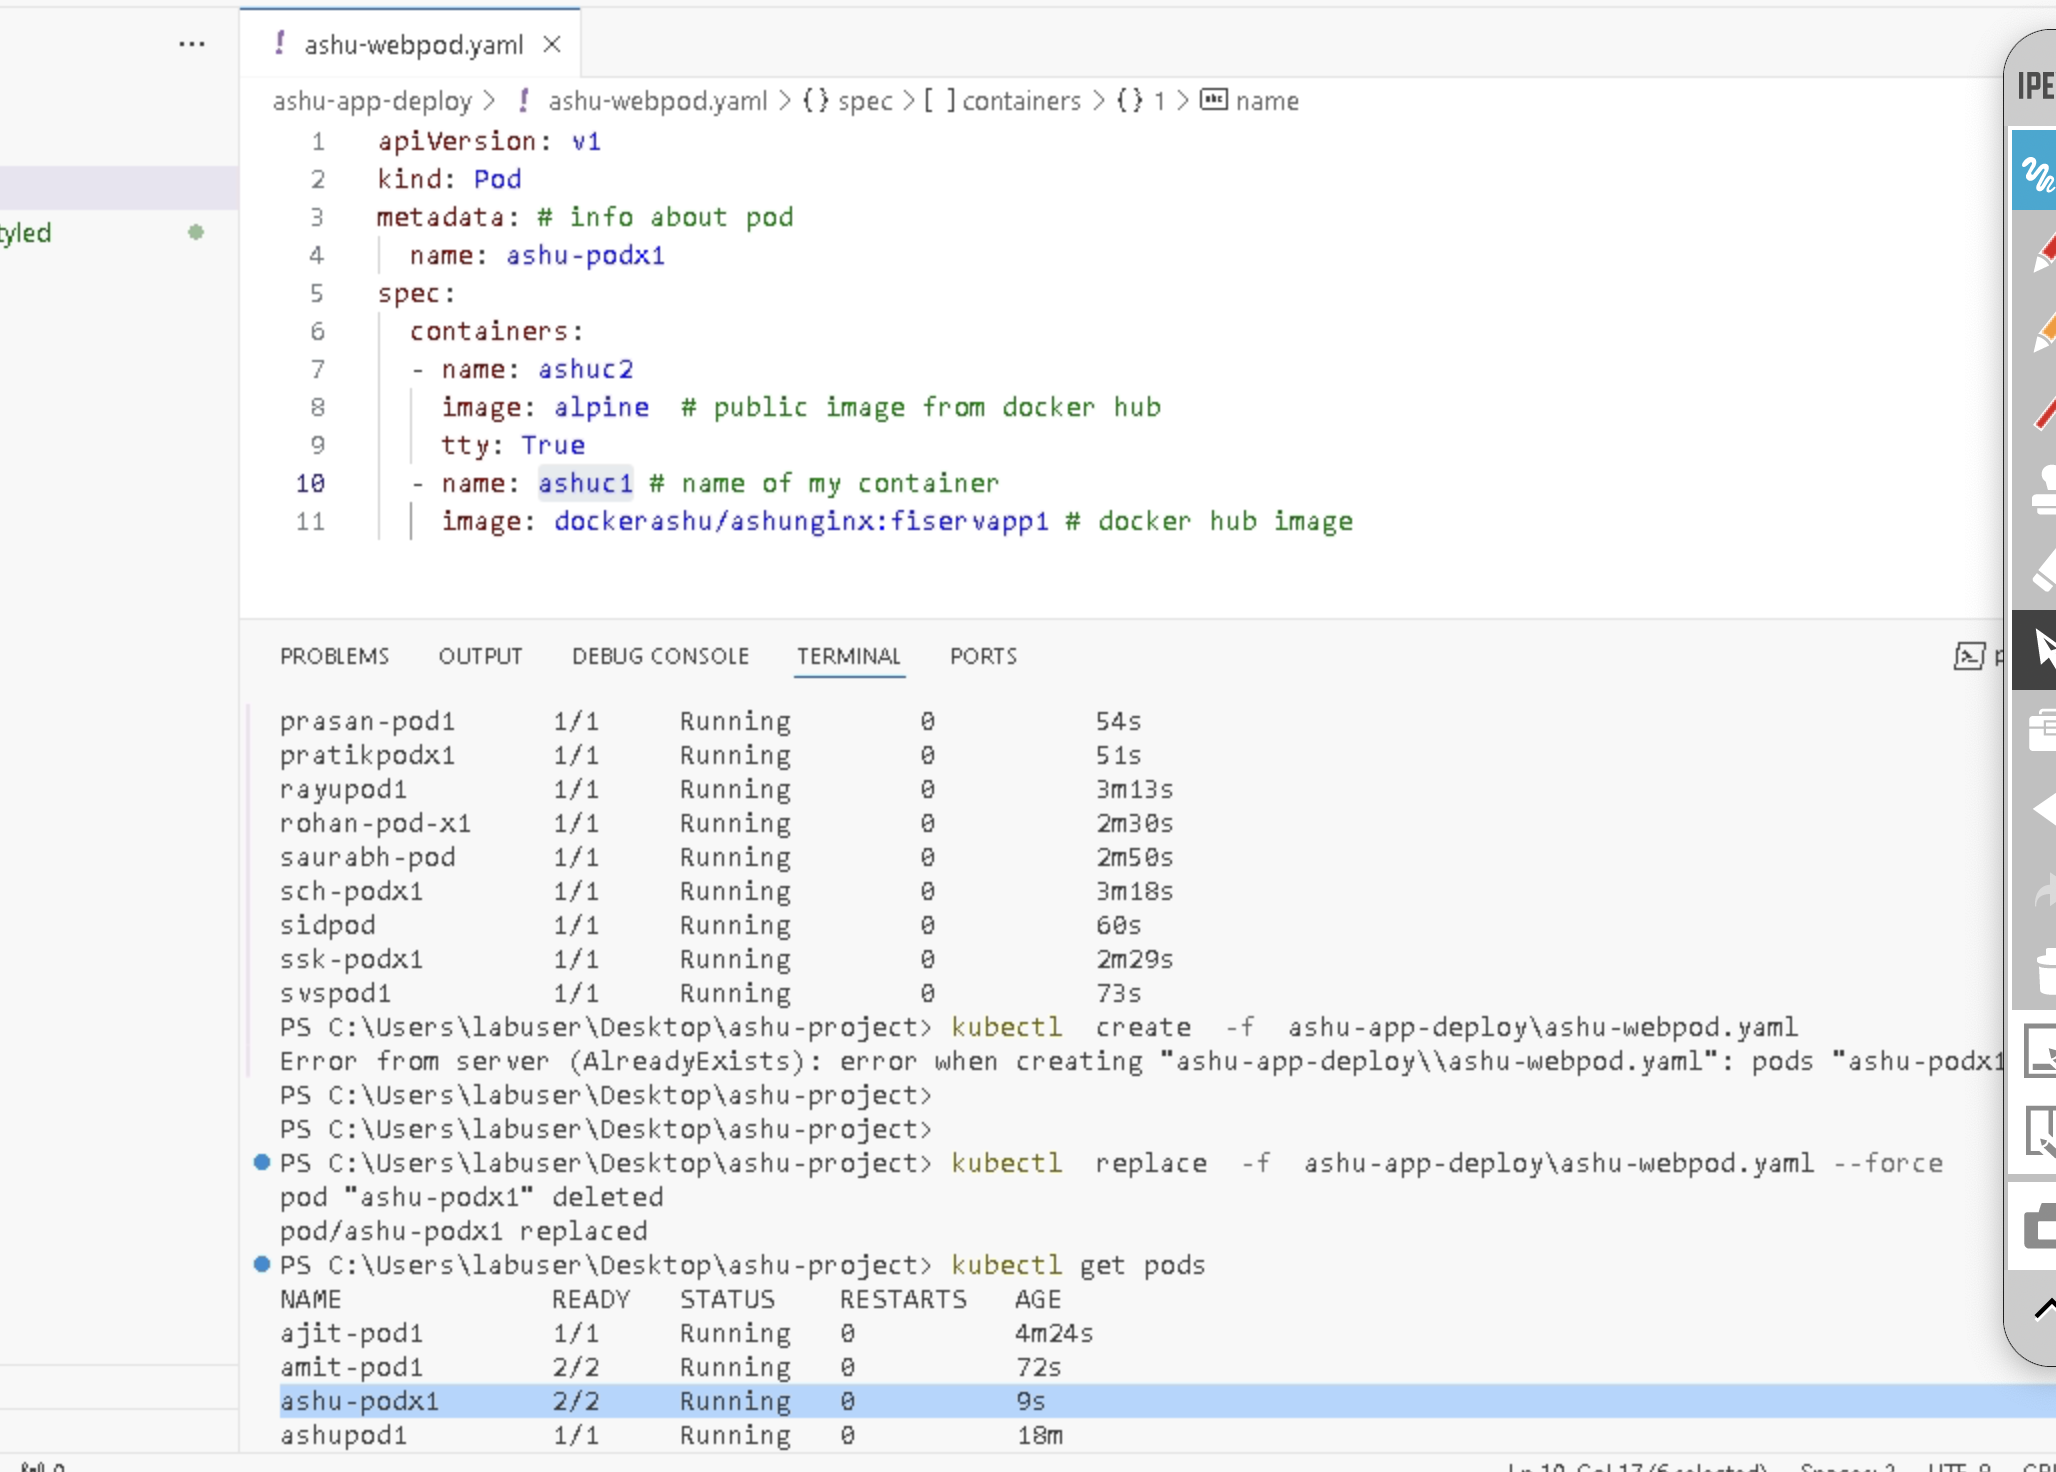 ashu-webpod.yaml
ashu-app-deploy > ! ashu-webpod.yaml > {} spec > [ ] containers > {} 1 > abc name
1 apiVersion: v1
2 kind: Pod
3 metadata: # info about pod
4 name: ashu-podx1
5 spec:
6 containers:
7 - name: ashuc2
8 image: alpine # public image from docker hub
9 tty: True
10 - name: ashuc1 # name of my container
11 image: dockerashu/ashunginx:fiservapp1 # docker hub image
tyled
PROBLEMS OUTPUT DEBUG CONSOLE TERMINAL PORTS
prasan-pod1 1/1 Running 0 54s
pratikpodx1 1/1 Running 0 51s
rayupod1 1/1 Running 0 3m13s
rohan-pod-x1 1/1 Running 0 2m30s
saurabh-pod 1/1 Running 0 2m50s
sch-podx1 1/1 Running 0 3m18s
sidpod 1/1 Running 0 60s
ssk-podx1 1/1 Running 0 2m29s
svspod1 1/1 Running 0 73s
PS C:\Users\labuser\Desktop\ashu-project> kubectl create -f ashu-app-deploy\ashu-webpod.yaml
Error from server (AlreadyExists): error when creating "ashu-app-deploy\\ashu-webpod.yaml": pods "ashu-podx1
PS C:\Users\labuser\Desktop\ashu-project>
PS C:\Users\labuser\Desktop\ashu-project>
PS C:\Users\labuser\Desktop\ashu-project> kubectl replace -f ashu-app-deploy\ashu-webpod.yaml --force
pod "ashu-podx1" deleted
pod/ashu-podx1 replaced
PS C:\Users\labuser\Desktop\ashu-project> kubectl get pods
NAME READY STATUS RESTARTS AGE
ajit-pod1 1/1 Running 0 4m24s
amit-pod1 2/2 Running 0 72s
ashu-podx1 2/2 Running 0 9s
ashupod1 1/1 Running 0 18m
IPE